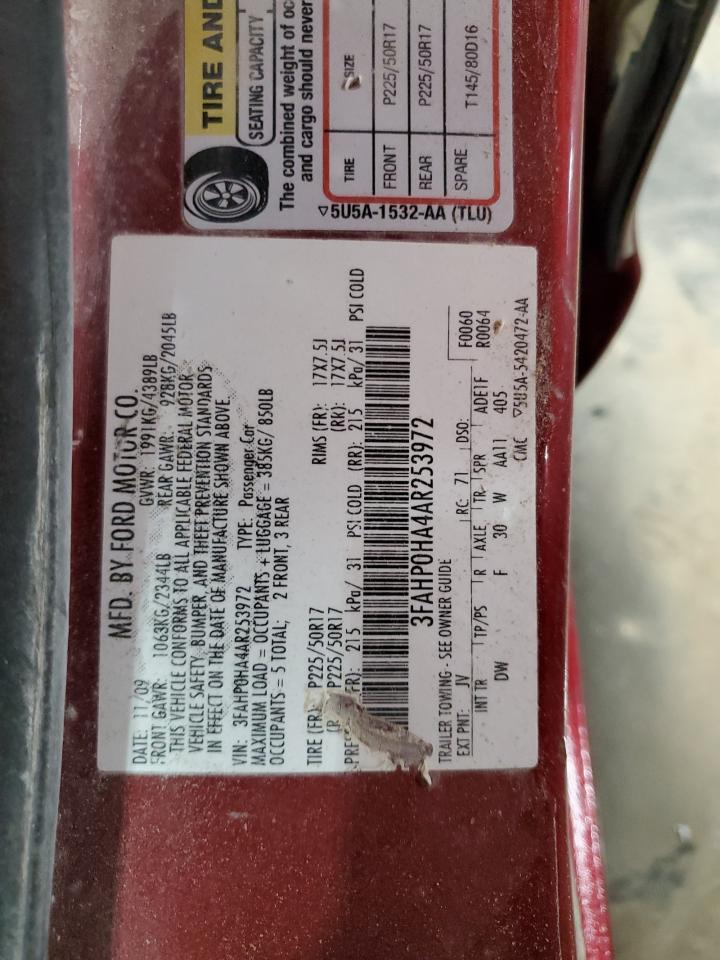 TIRE AND
SEATING CAPACITY
The combined weight of
and cargo should never
TIRE SIZE
FRONT P225/50R17
REAR P225/50R17
SPARE T145/80D16
▽5U5A-1532-AA (TLU)
MFD. BY FORD MOTOR CO.
DATE: 11/09 GVWR: 1991KG/4389LB
FRONT GAWR: 1063KG/2344LB REAR GAWR: 928KG/2045LB
THIS VEHICLE CONFORMS TO ALL APPLICABLE FEDERAL MOTOR
VEHICLE SAFETY, BUMPER, AND THEFT PREVENTION STANDARDS
IN EFFECT ON THE DATE OF MANUFACTURE SHOWN ABOVE.
VIN: 3FAHP0HA4AR253972 TYPE: Passenger Car
MAXIMUM LOAD = OCCUPANTS + LUGGAGE = 385KG/ 850LB
OCCUPANTS = 5 TOTAL; 2 FRONT, 3 REAR
TIRE (FR): P225/50R17 RIMS (FR): 17X7.5J
P225/50R17 (RR): 17X7.5J
215 kPa/ 31 PSI COLD (RR): 215 kPa/ 31 PSI COLD
3FAHP0HA4AR253972
TRAILER TOWING - SEE OWNER GUIDE
EXT PNT: JV RC: 71 DSO: F0060
R0064
INT TR TP/PS R AXLE TR SPR ADE1F
DW F 30 W AA11 405
CMC ▽5U5A-5420472-AA